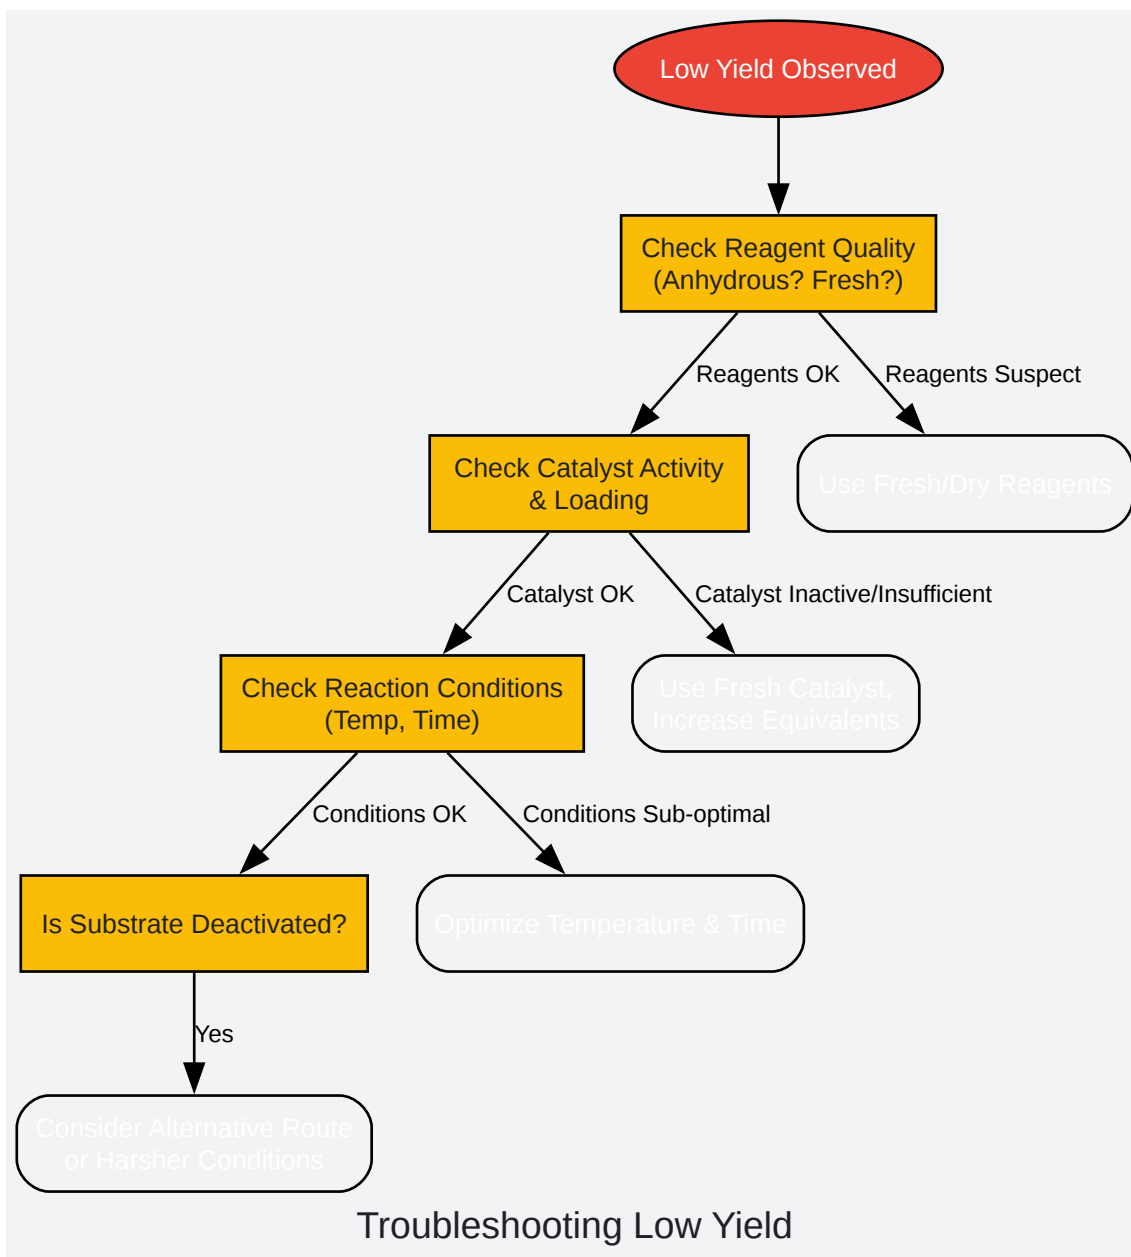 Low Yield Observed
Check Reagent Quality
(Anhydrous? Fresh?)
Reagents OK
Reagents Suspect
Check Catalyst Activity
& Loading
Use Fresh/Dry Reagents
Catalyst OK
Catalyst Inactive/Insufficient
Check Reaction Conditions
(Temp, Time)
Use Fresh Catalyst,
Increase Equivalents
Conditions OK
Conditions Sub-optimal
Is Substrate Deactivated?
Optimize Temperature & Time
Yes
Consider Alternative Route
or Harsher Conditions
Troubleshooting Low Yield